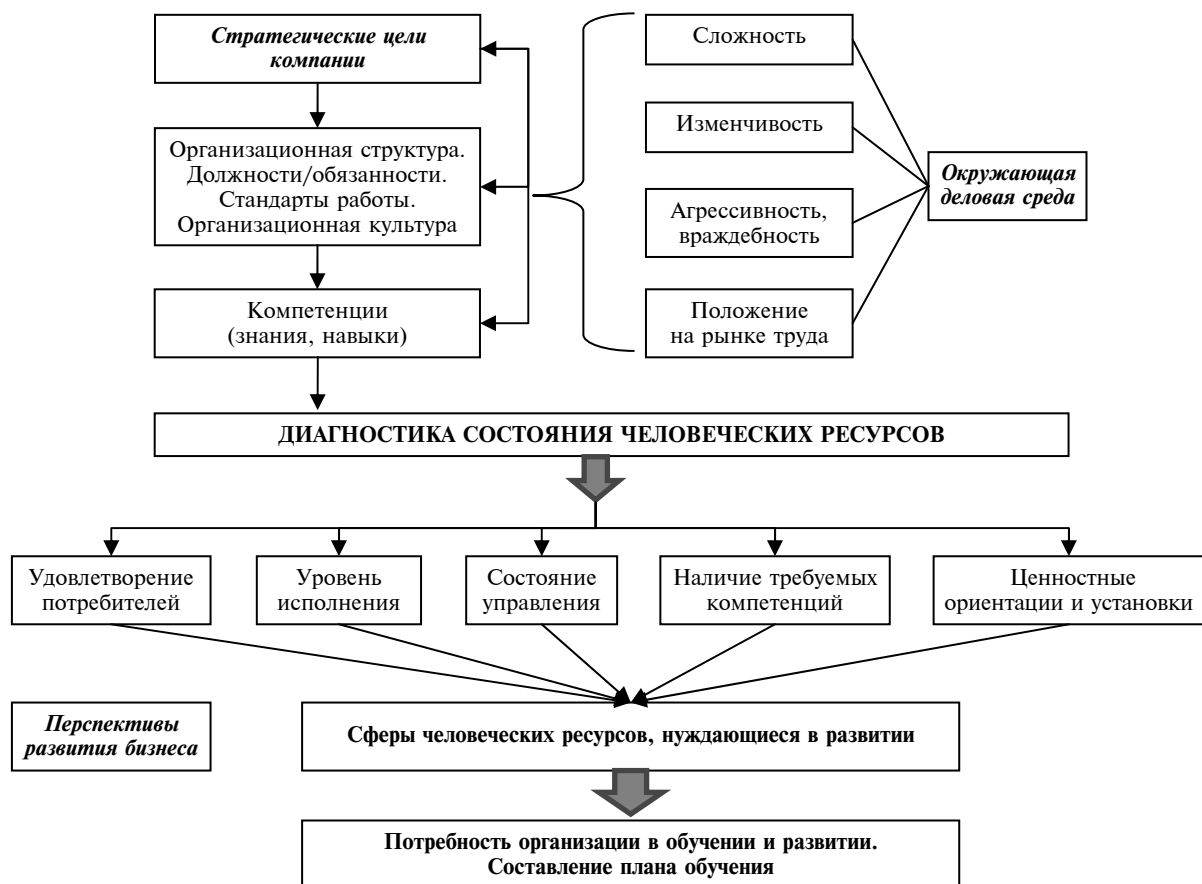 Стратегические цели
компании
Организационная структура.
Должности/обязанности.
Стандарты работы.
Организационная культура
Компетенции
(знания, навыки)
Сложность
Изменчивость
Агрессивность,
враждебность
Положение
на рынке труда
Окружающая
деловая среда
ДИАГНОСТИКА СОСТОЯНИЯ ЧЕЛОВЕЧЕСКИХ РЕСУРСОВ
Удовлетворение
потребителей
Уровень
исполнения
Состояние
управления
Наличие требуемых
компетенций
Ценностные
ориентации и установки
Перспективы
развития бизнеса
Сферы человеческих ресурсов, нуждающиеся в развитии
Потребность организации в обучении и развитии.
Составление плана обучения